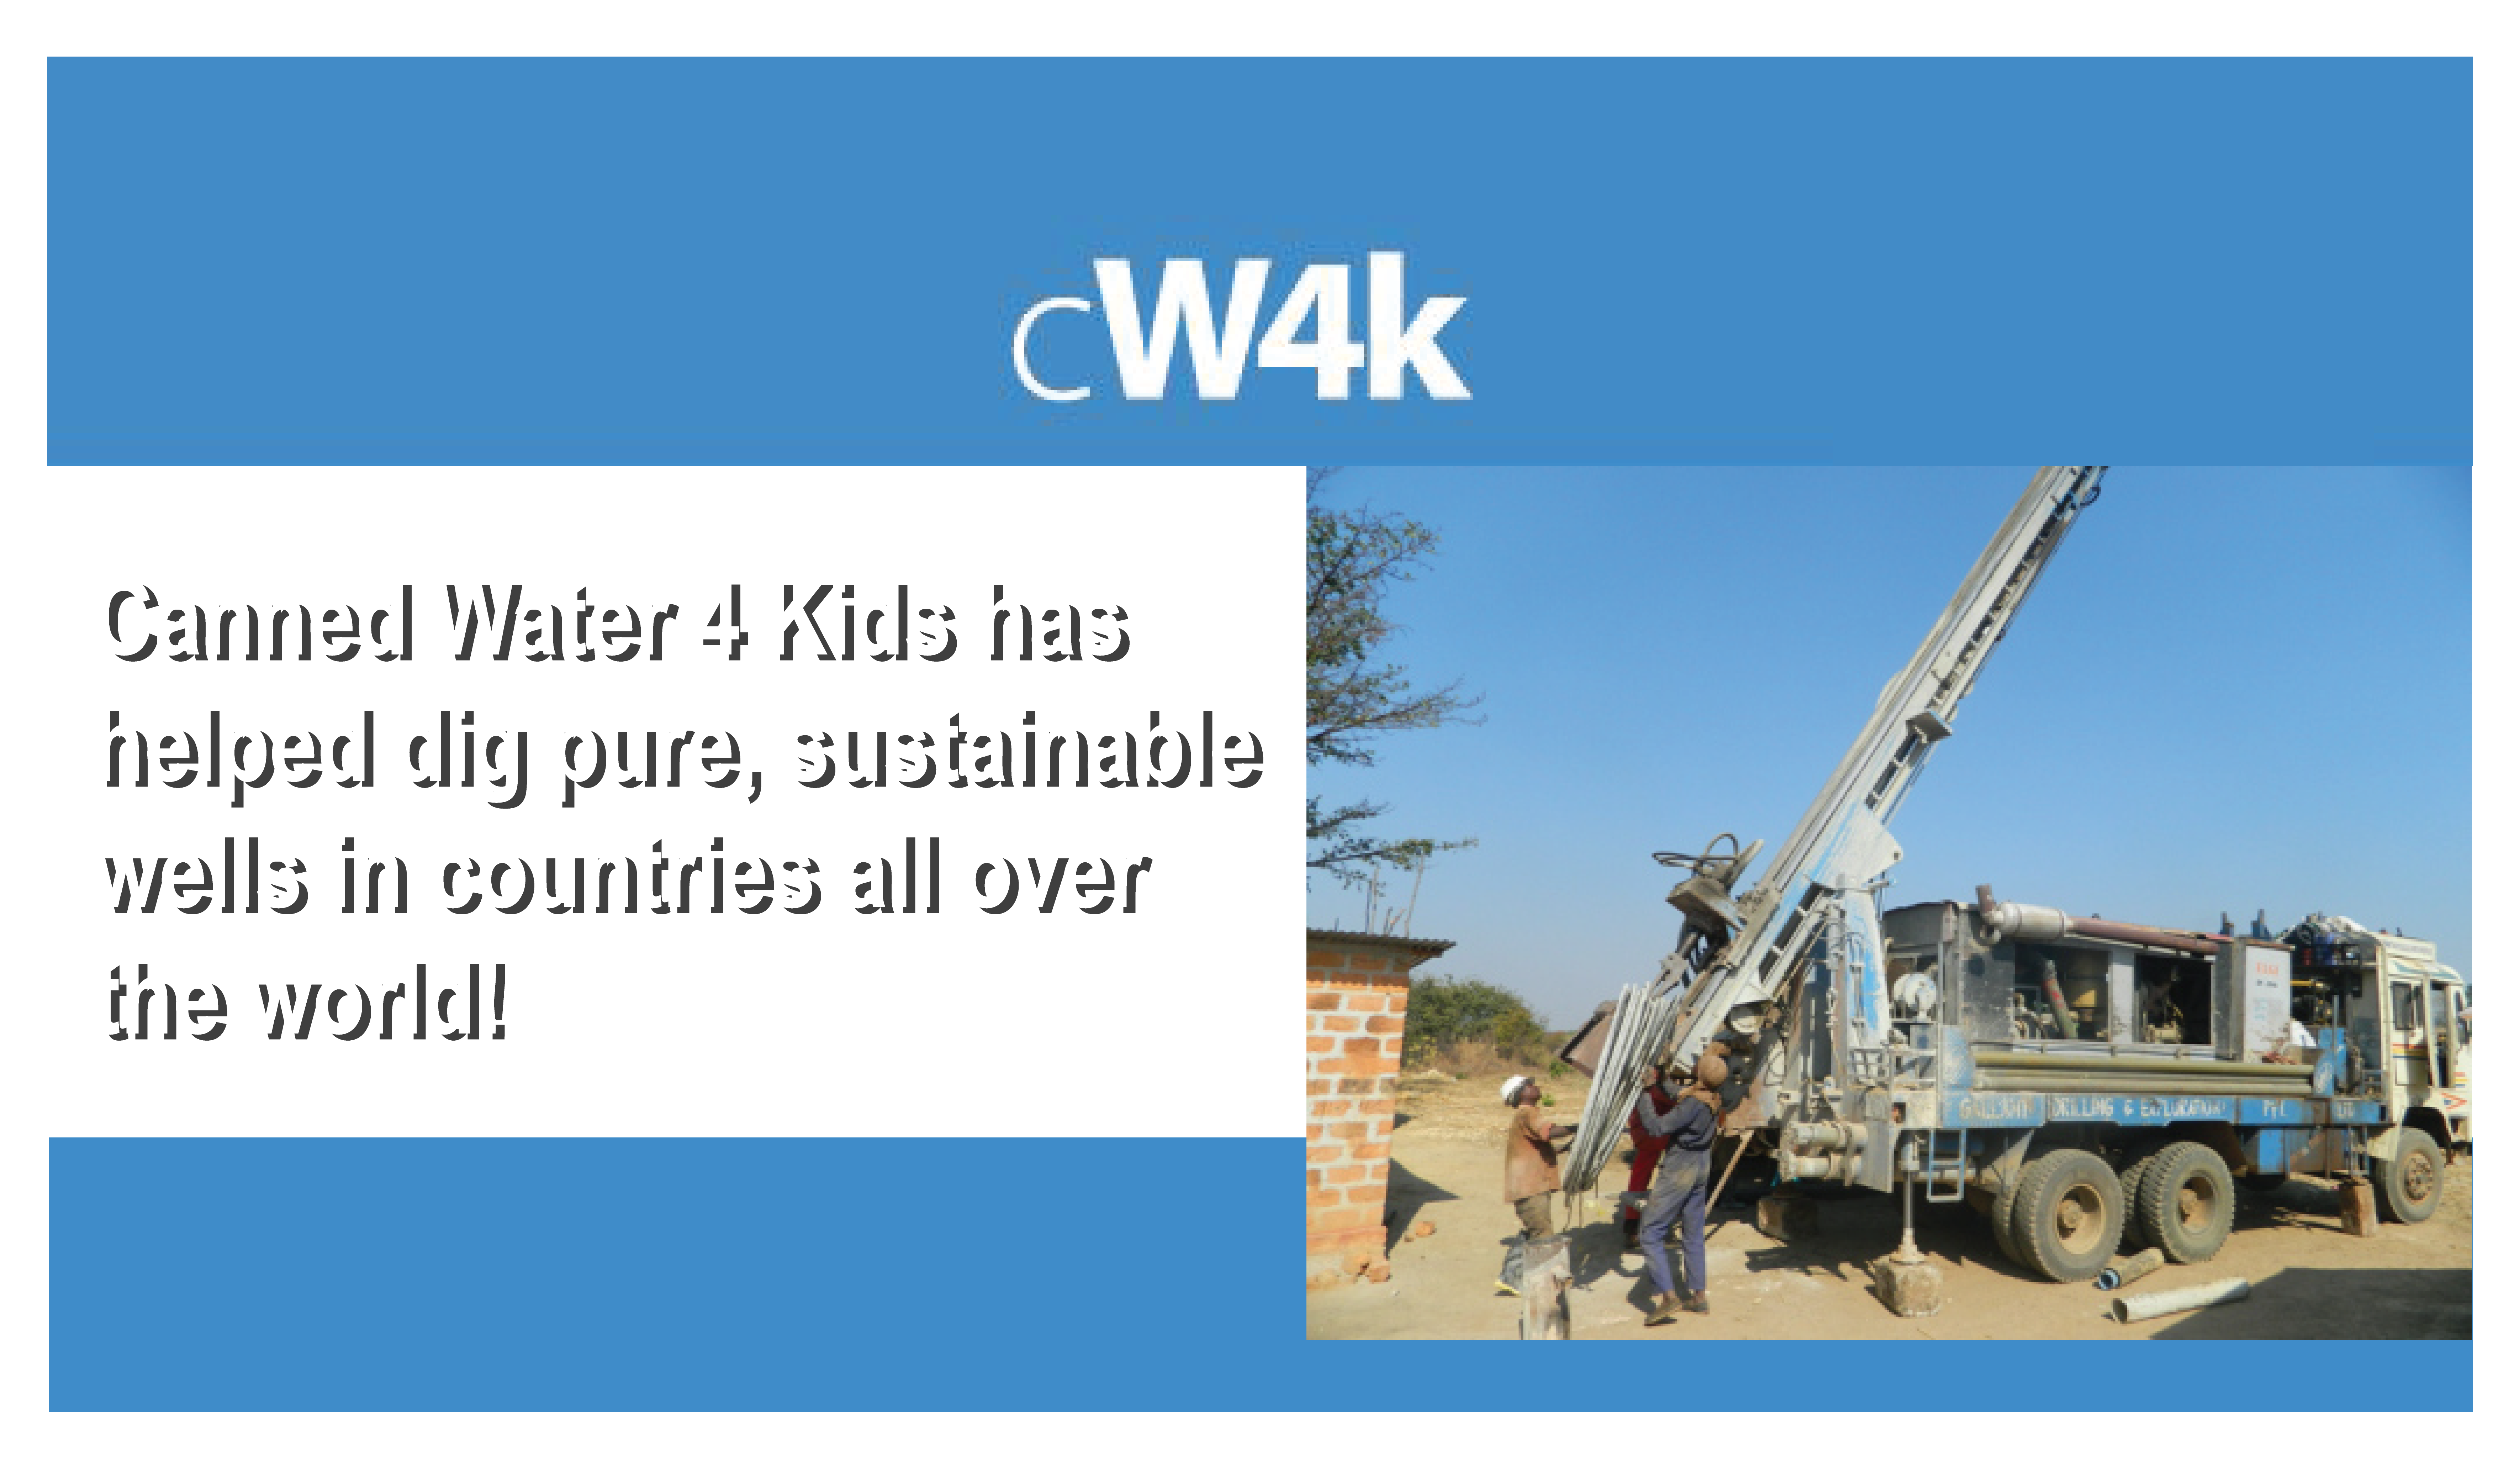 cW4k
Canned Water 4 Kids has
helped dig pure, sustainable
wells in countries all over
the world!
DRILLING & EXPLORATION